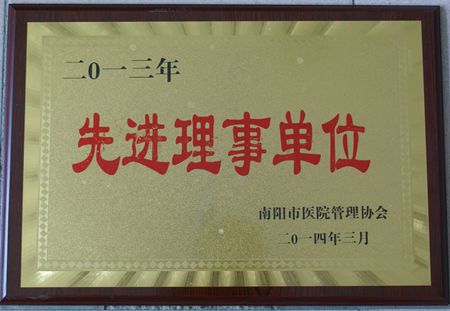 二0一三年
先进理事单位
南阳市医院管理协会
二0一四年三月